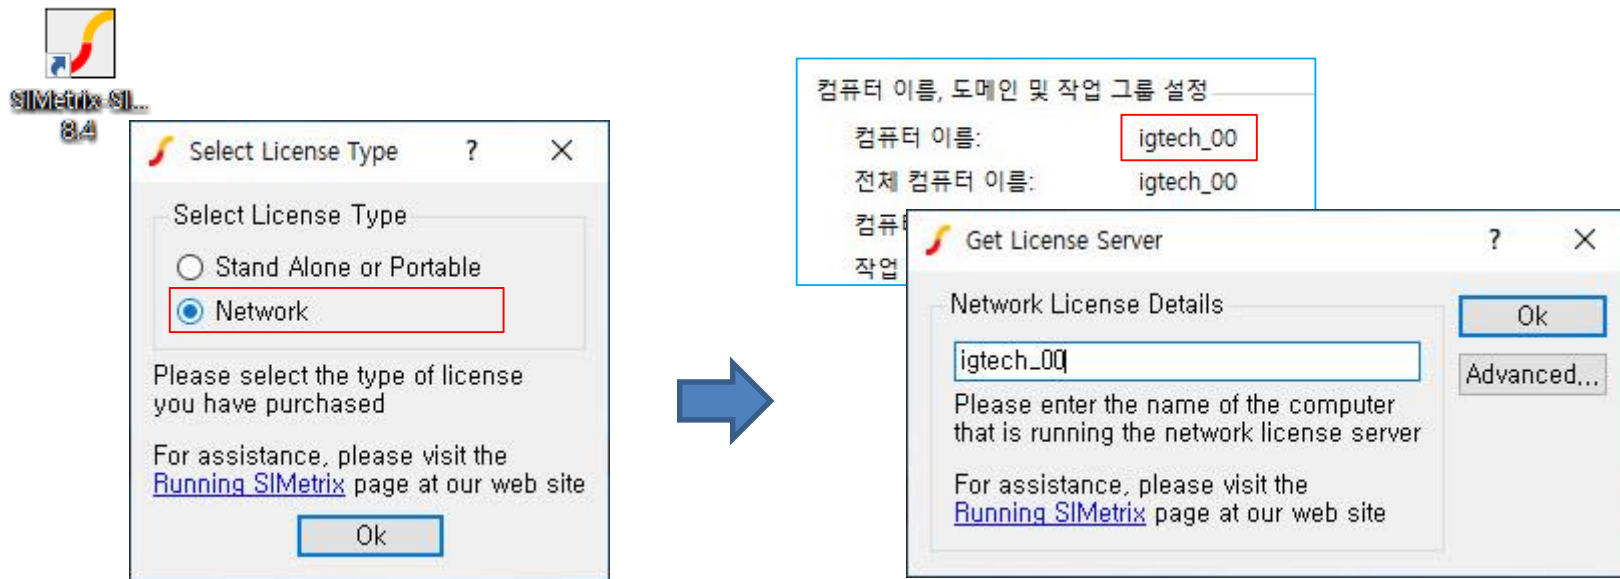 SIMetrix-SI...
8.4
Select License Type ?
Select License Type
Stand Alone or Portable
Network
Please select the type of license
you have purchased
For assistance, please visit the
Running SIMetrix page at our web site
Ok
컴퓨터 이름, 도메인 및 작업 그룹 설정
컴퓨터 이름: igtech_00
전체 컴퓨터 이름: igtech_00
작업
Get License Server ?
Network License Details
igtech_00
Ok
Advanced...
Please enter the name of the computer
that is running the network license server
For assistance, please visit the
Running SIMetrix page at our web site